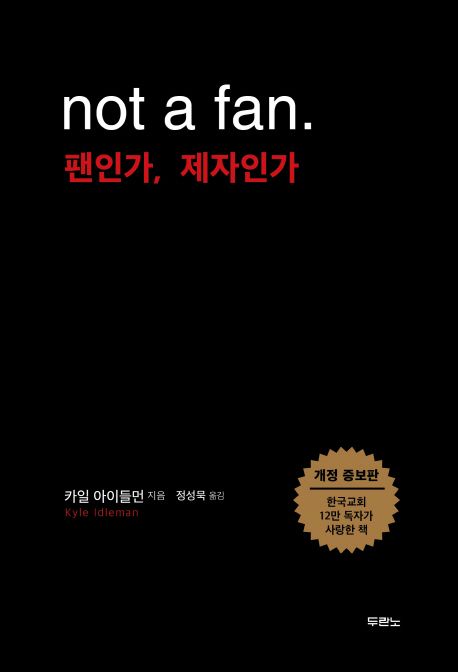 not a fan.
팬인가, 제자인가
카일 아이들먼 지음 정성묵 옮김
Kyle Idleman
개정 증보판
한국교회
12만 독자가
사랑한 책
두란노